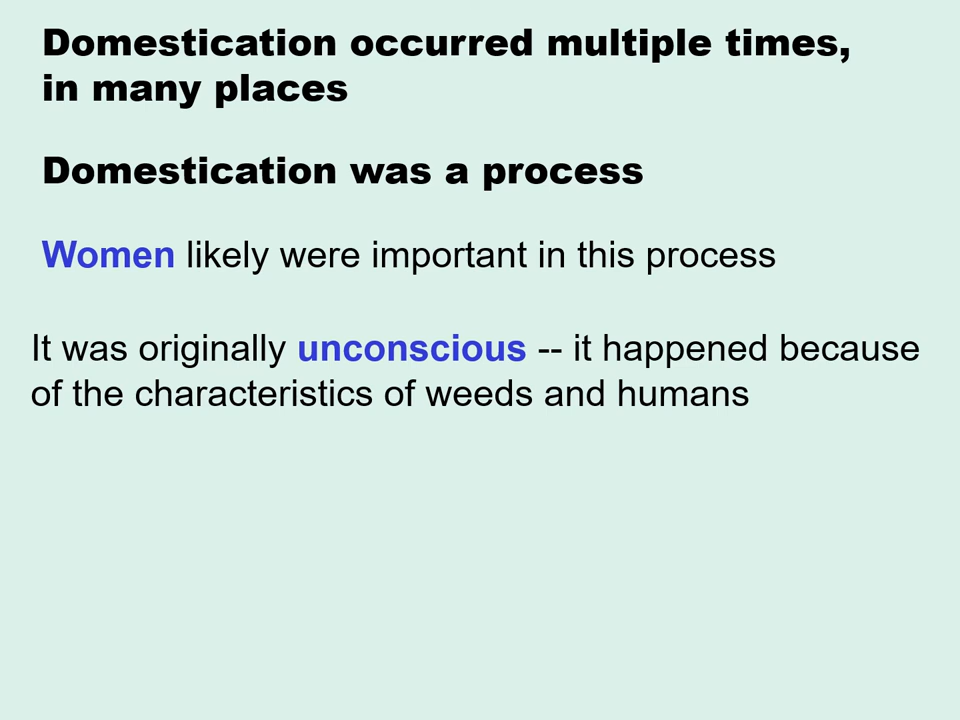 Domestication occurred multiple times,
in many places
Domestication was a process
Women likely were important in this process
It was originally unconscious -- it happened because
of the characteristics of weeds and humans